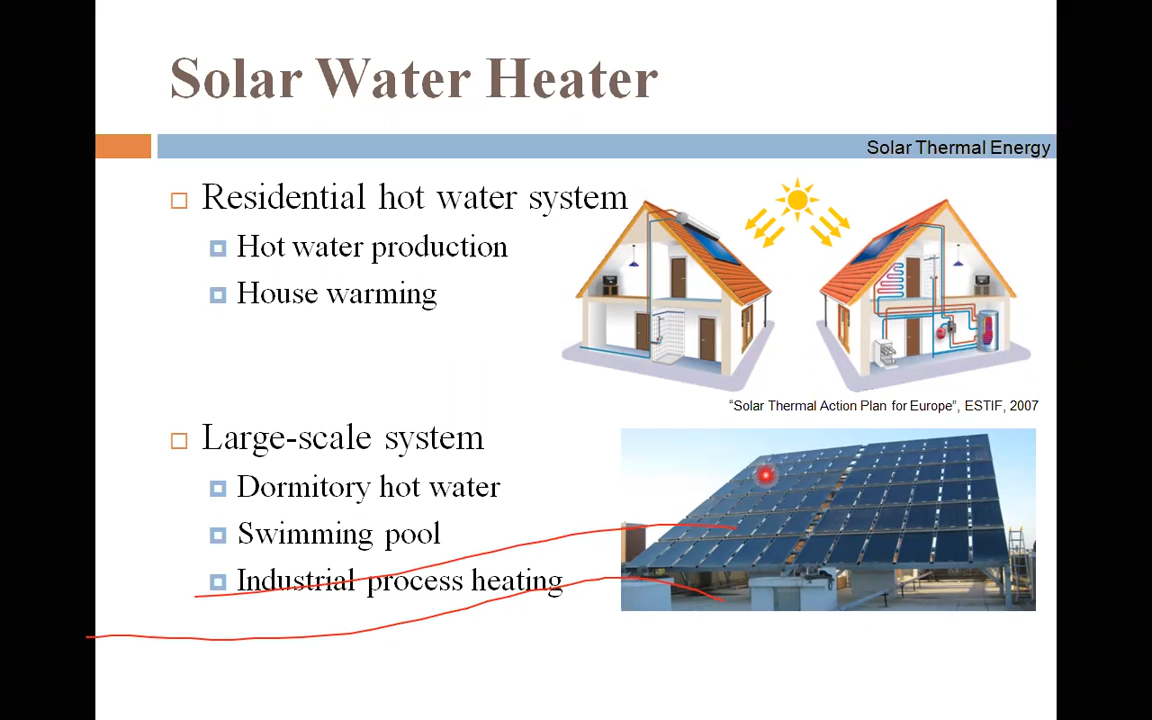 Solar Water Heater
Solar Thermal Energy
Residential hot water system
Hot water production
House warming
“Solar Thermal Action Plan for Europe”, ESTIF, 2007
Large-scale system
Dormitory hot water
Swimming pool
Industrial process heating